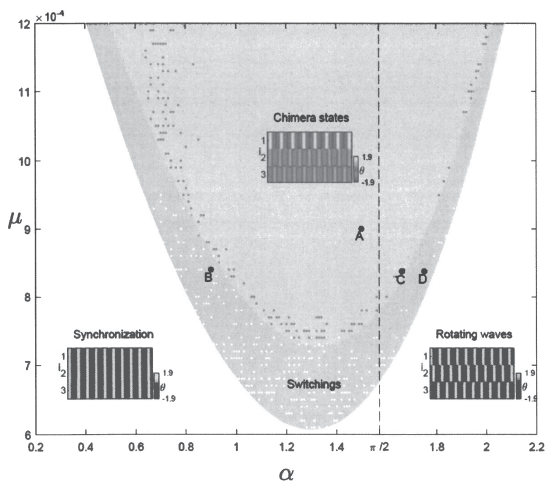 12 ×10⁻⁴
11
10
9
8
7
6
μ
0.2 0.4 0.6 0.8 1 1.2 1.4 π/2 1.8 2 2.2
α
Chimera states
1
i 2
3
1.9
θ
-1.9
A
B
C
D
Synchronization
1
i 2
3
1.9
θ
-1.9
Switchings
Rotating waves
1
i 2
3
1.9
θ
-1.9